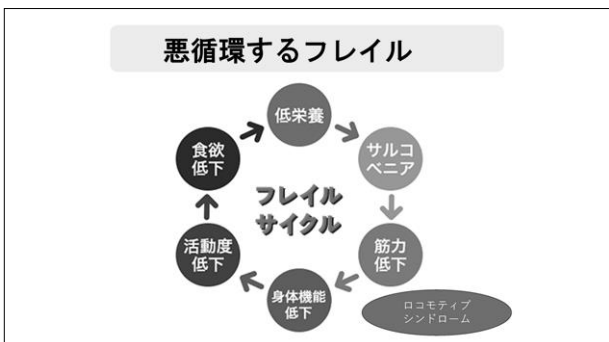 悪循環するフレイル
低栄養
サルコ
ペニア
筋力
低下
身体機能
低下
活動度
低下
食欲
低下
フレイル
サイクル
ロコモティブ
シンドローム